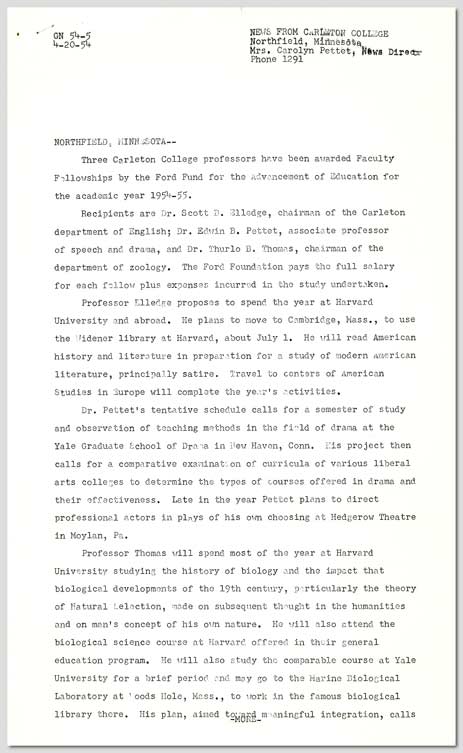 GN 54-5
4-20-54
NEWS FROM CARLETON COLLEGE
Northfield, Minnesota
Mrs. Carolyn Pettet, News Director
Phone 1291
NORTHFIELD, MINNESOTA--
Three Carleton College professors have been awarded Faculty
Fellowships by the Ford Fund for the Advancement of Education for
the academic year 1954-55.
Recipients are Dr. Scott D. Elledge, chairman of the Carleton
department of English; Dr. Edwin B. Pettet, associate professor
of speech and drama, and Dr. Thurlo B. Thomas, chairman of the
department of zoology. The Ford Foundation pays the full salary
for each fellow plus expenses incurred in the study undertaken.
Professor Elledge proposes to spend the year at Harvard
University and abroad. He plans to move to Cambridge, Mass., to use
the Widener library at Harvard, about July 1. He will read American
history and literature in preparation for a study of modern American
literature, principally satire. Travel to centers of American
Studies in Europe will complete the year's activities.
Dr. Pettet's tentative schedule calls for a semester of study
and observation of teaching methods in the field of drama at the
Yale Graduate School of Drama in New Haven, Conn. His project then
calls for a comparative examination of curricula of various liberal
arts colleges to determine the types of courses offered in drama and
their effectiveness. Late in the year Pettet plans to direct
professional actors in plays of his own choosing at Hedgerow Theatre
in Moylan, Pa.
Professor Thomas will spend most of the year at Harvard
University studying the history of biology and the impact that
biological developments of the 19th century, particularly the theory
of Natural Selection, made on subsequent thought in the humanities
and on man's concept of his own nature. He will also attend the
biological science course at Harvard offered in their general
education program. He will also study the comparable course at Yale
University for a brief period and may go to the Marine Biological
Laboratory at Woods Hole, Mass., to work in the famous biological
library there. His plan, aimed toward meaningful integration, calls
-MORE-